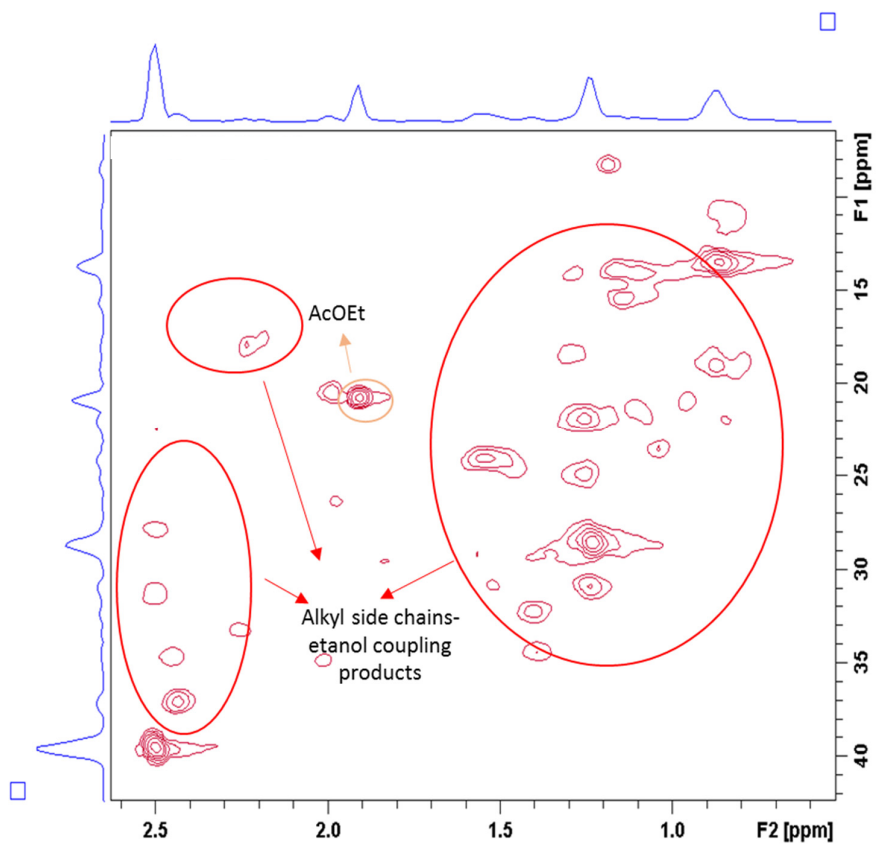 F1 [ppm]
15
20
25
30
35
40
AcOEt
Alkyl side chains-
etanol coupling
products
2.5
2.0
1.5
1.0
F2 [ppm]